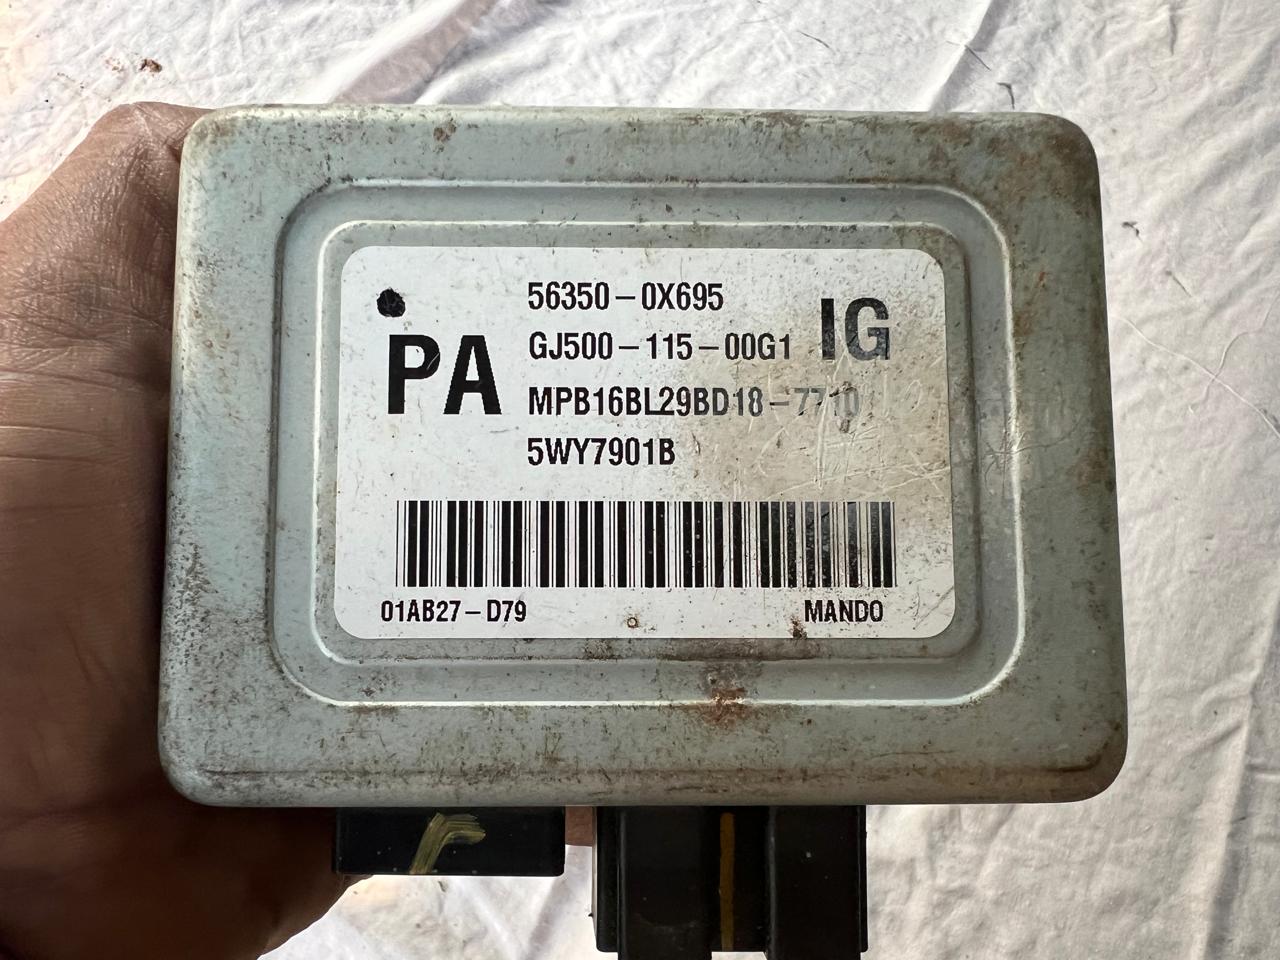 56350-0X695
PA
GJ500-115-00G1
IG
MPB16BL29BD18-7710
5WY7901B
01AB27-D79
MANDO